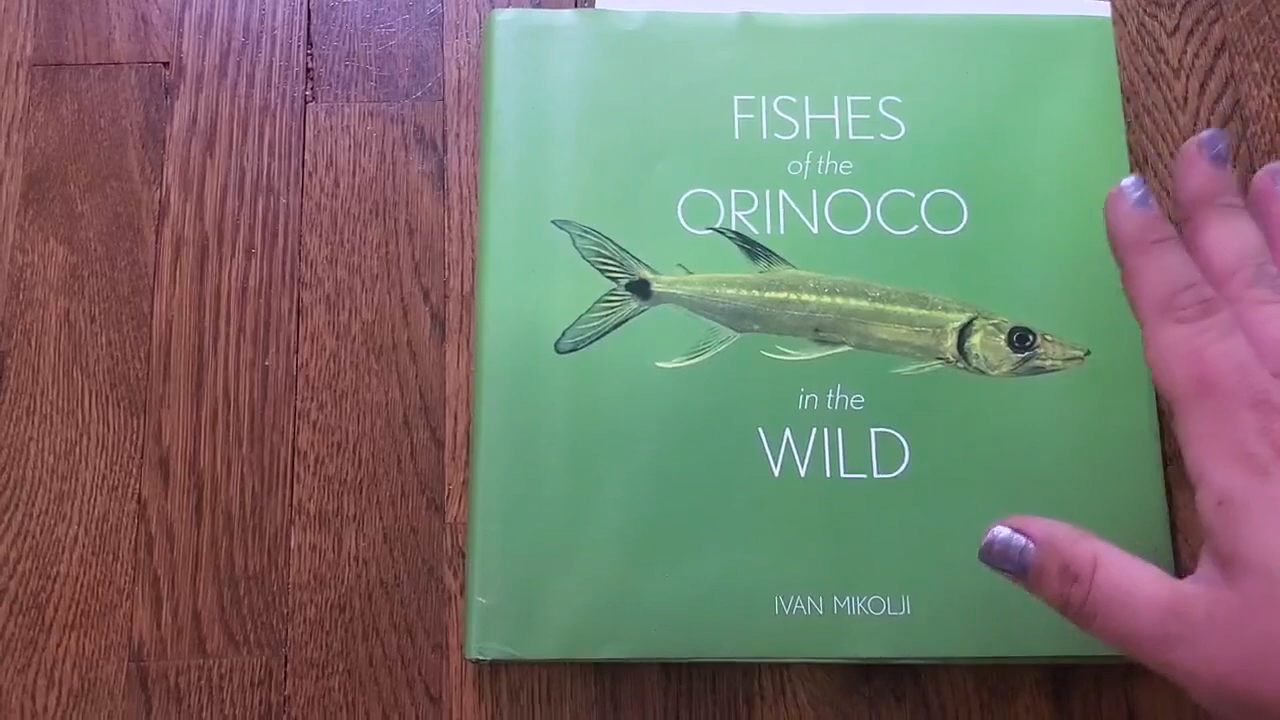 FISHES
of the
ORINOCO
in the
WILD
IVAN MIKOLJI